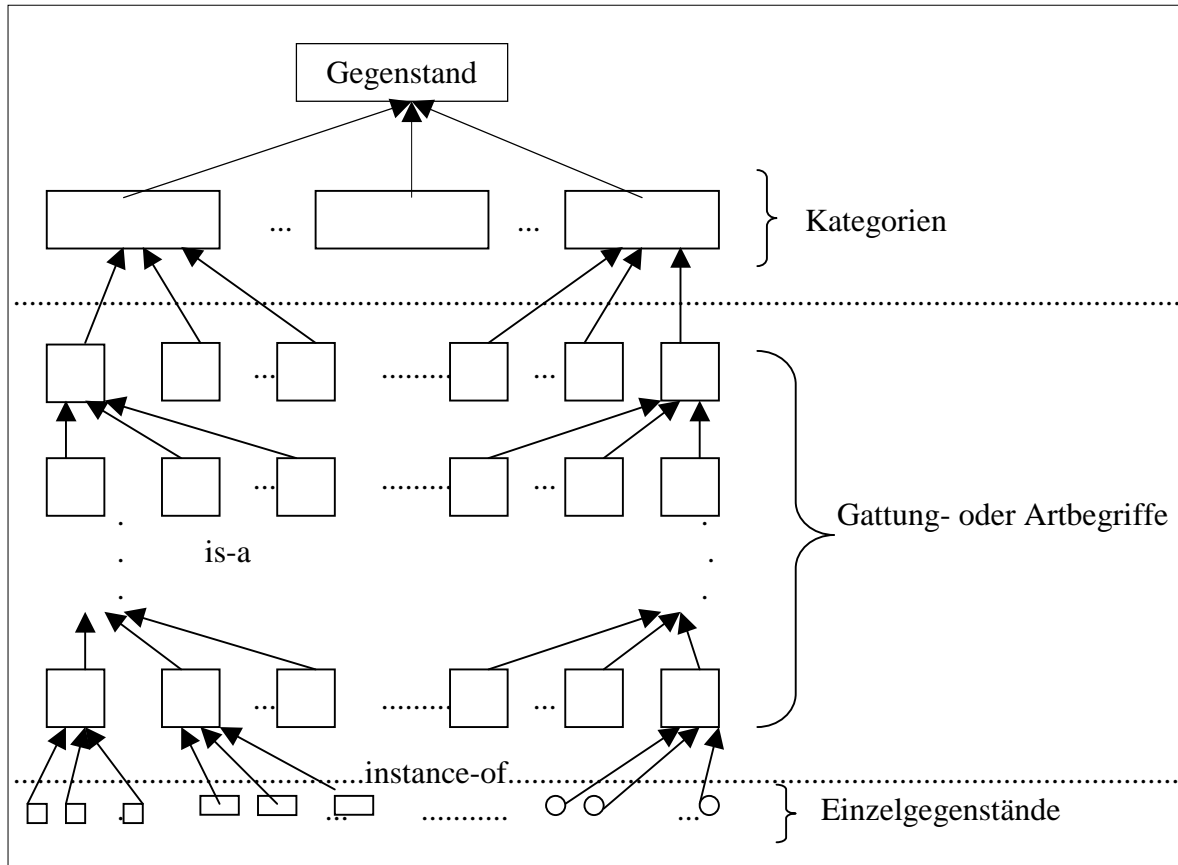 Gegenstand
... ...
Kategorien
... ......... ...
... ......... ...
Gattung- oder Artbegriffe
is-a
... ......... ...
instance-of
... ........... ...
Einzelgegenstände